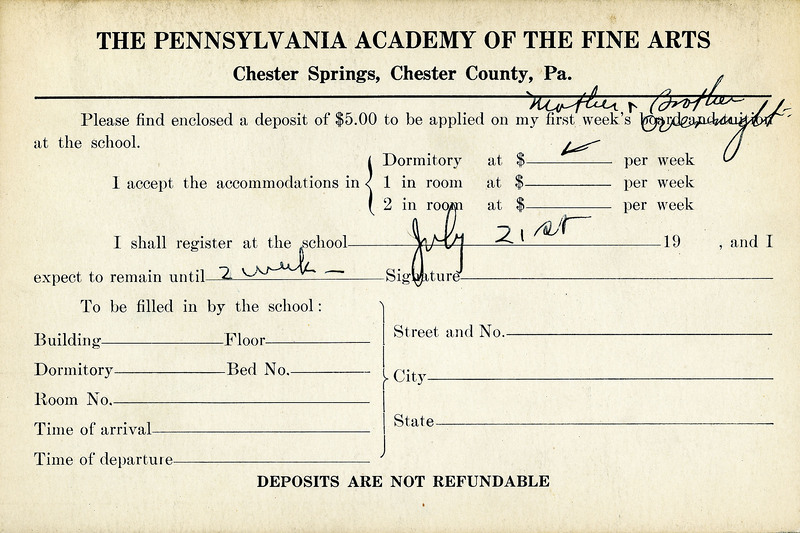 THE PENNSYLVANIA ACADEMY OF THE FINE ARTS
Chester Springs, Chester County, Pa.
Mother & Brother
overnight
Please find enclosed a deposit of $5.00 to be applied on my first week's board and tuition
at the school.
I accept the accommodations in
Dormitory at $ ✓ per week
1 in room at $ per week
2 in room at $ per week
I shall register at the school July 21st 19 , and I
expect to remain until 2 week – Signature
To be filled in by the school:
Building Floor
Dormitory Bed No.
Room No.
Time of arrival
Time of departure
Street and No.
City
State
DEPOSITS ARE NOT REFUNDABLE